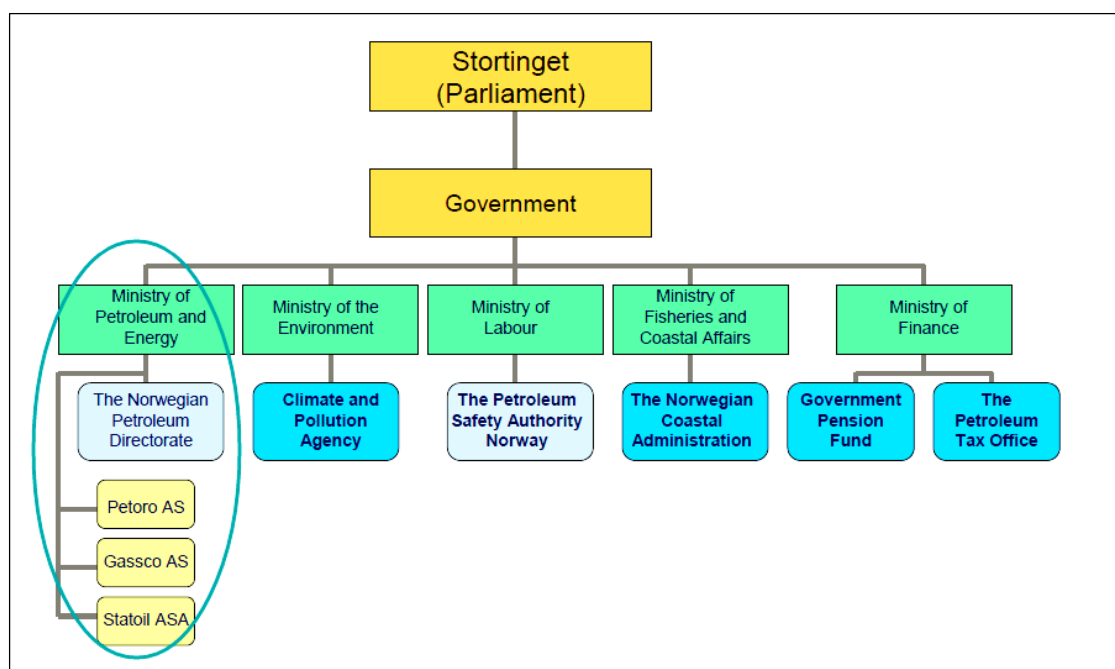 Stortinget
(Parliament)
Government
Ministry of
Petroleum and
Energy
Ministry of the
Environment
Ministry of
Labour
Ministry of
Fisheries and
Coastal Affairs
Ministry of
Finance
The Norwegian
Petroleum
Directorate
Climate and
Pollution
Agency
The Petroleum
Safety Authority
Norway
The Norwegian
Coastal
Administration
Government
Pension
Fund
The
Petroleum
Tax Office
Petoro AS
Gassco AS
Statoil ASA